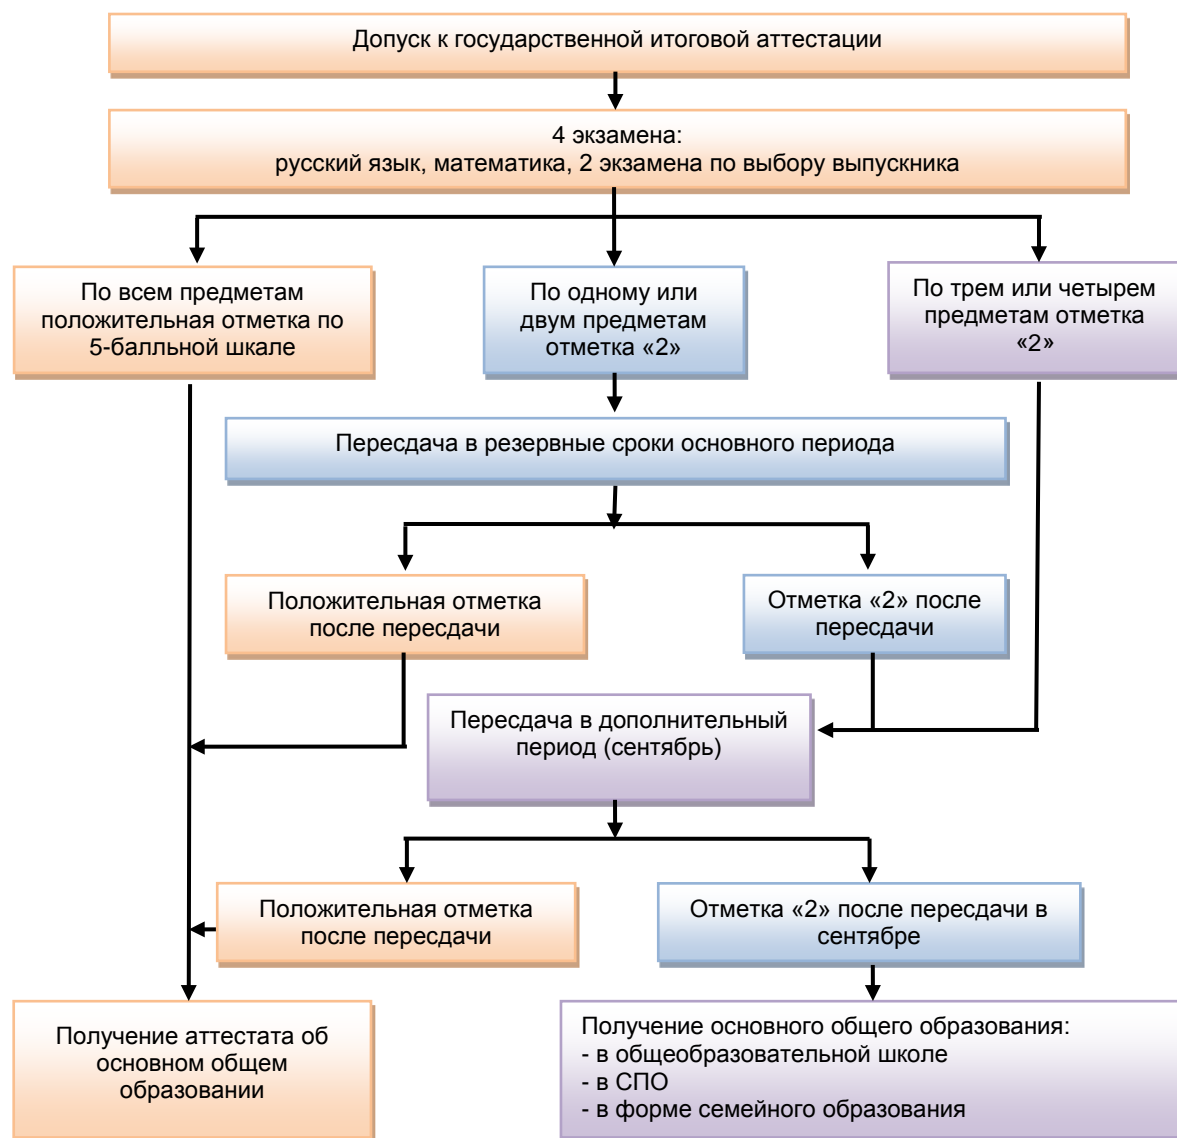 Допуск к государственной итоговой аттестации
4 экзамена:
русский язык, математика, 2 экзамена по выбору выпускника
По всем предметам
положительная отметка по
5-балльной шкале
По одному или
двум предметам
отметка «2»
По трем или четырем
предметам отметка
«2»
Пересдача в резервные сроки основного периода
Положительная отметка
после пересдачи
Отметка «2» после
пересдачи
Пересдача в дополнительный
период (сентябрь)
Положительная отметка
после пересдачи
Отметка «2» после пересдачи в
сентябре
Получение аттестата об
основном общем
образовании
Получение основного общего образования:
- в общеобразовательной школе
- в СПО
- в форме семейного образования